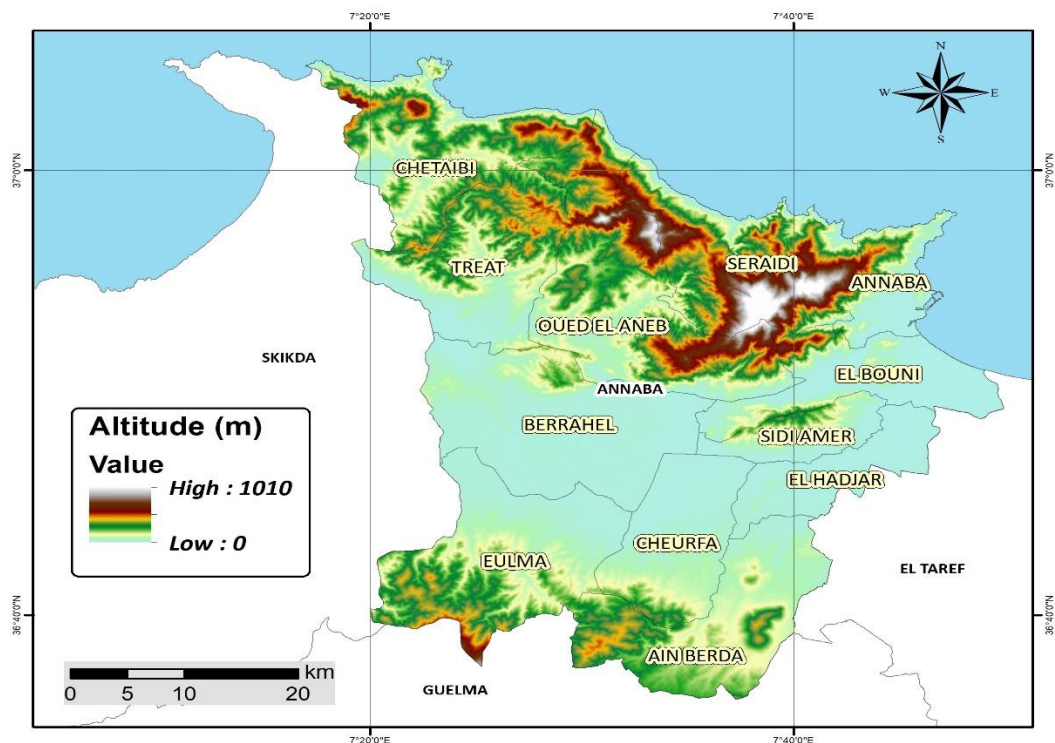 7°20'0"E
7°40'0"E
N
W
E
S
37°0'0"N
37°0'0"N
CHETAIBI
TREAT
SERAIDI
ANNABA
OUED EL ANEB
SKIKDA
EL BOUNI
ANNABA
BERRAHEL
SIDI AMER
EL HADJAR
Altitude (m)
Value
High : 1010
Low : 0
CHEURFA
EULMA
EL TAREF
36°40'0"N
36°40'0"N
AIN BERDA
km
0 5 10 20
GUELMA
7°20'0"E
7°40'0"E